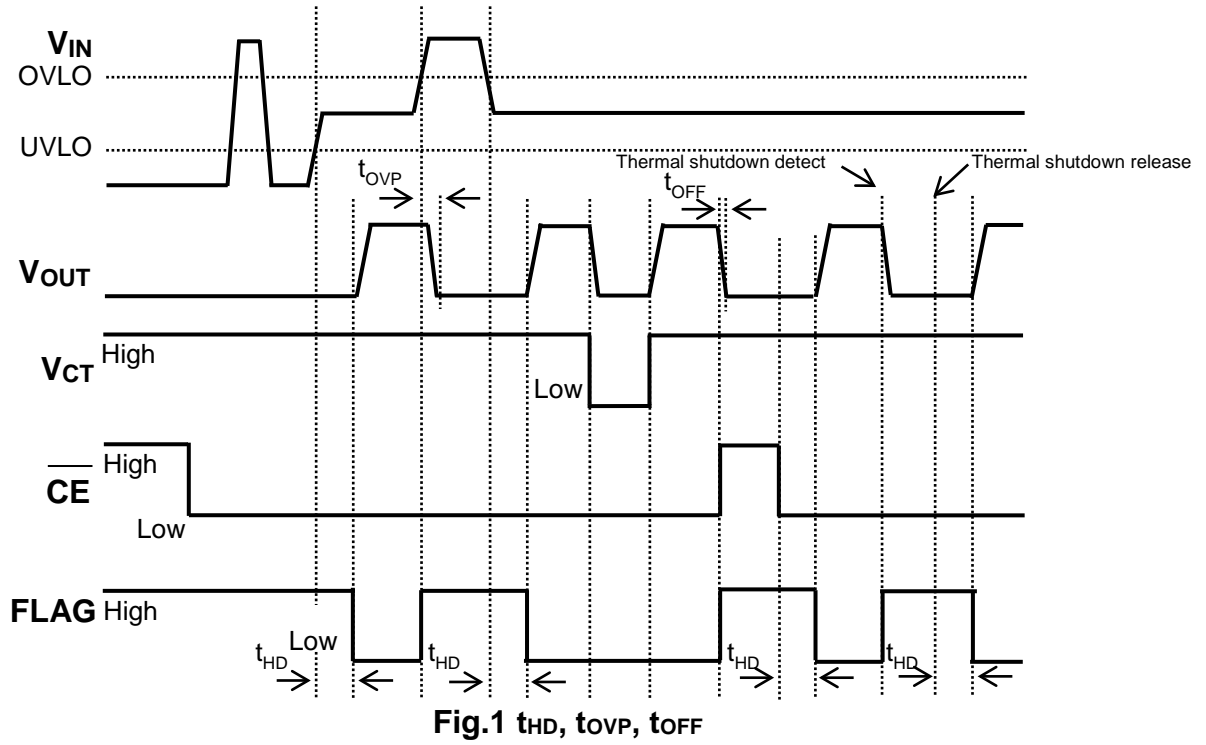 VIN
OVLO
UVLO
tOVP
Thermal shutdown detect
Thermal shutdown release
tOFF
VOUT
High
VCT
Low
High
CE
Low
FLAG High
Low
tHD
tHD
tHD
tHD
Fig.1 tHD, tOVP, tOFF